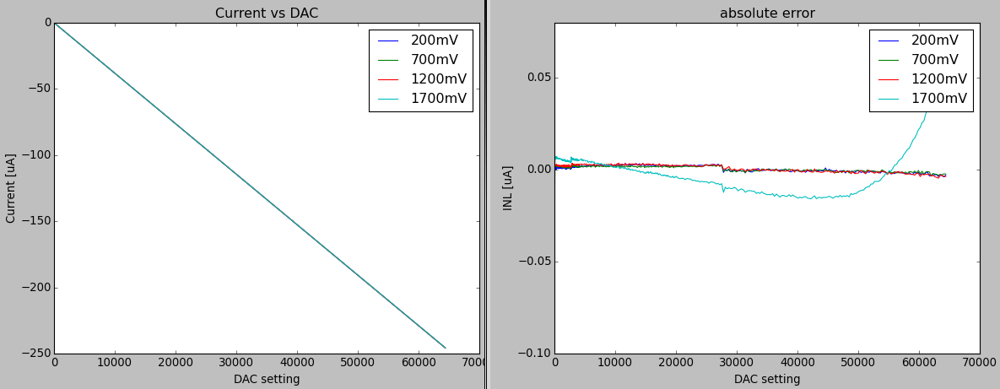 Current vs DAC
0
−50
−100
−150
−200
−250
Current [uA]
200mV
700mV
1200mV
1700mV
0 10000 20000 30000 40000 50000 60000 7000
DAC setting
absolute error
0.05
0.00
−0.05
−0.10
INL [uA]
200mV
700mV
1200mV
1700mV
0 10000 20000 30000 40000 50000 60000 70000
DAC setting